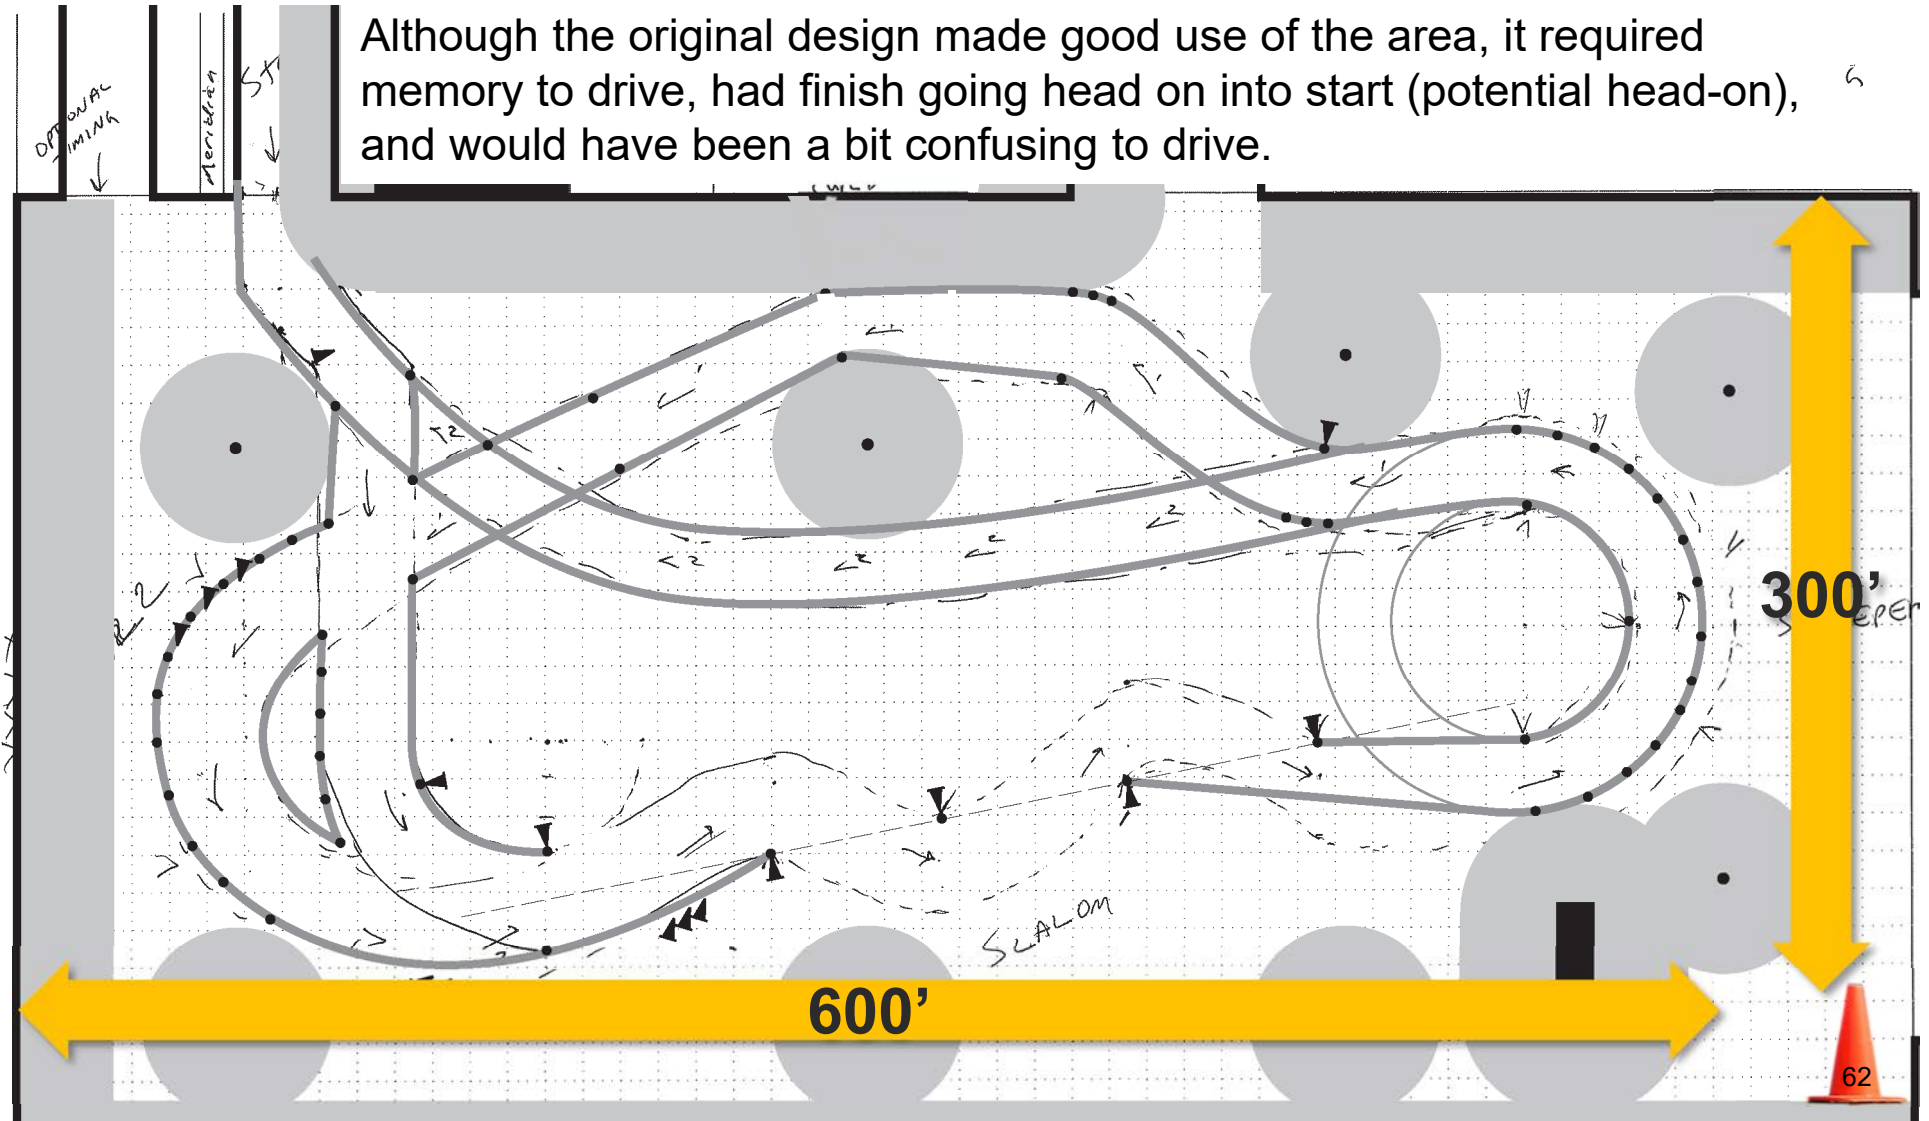 Although the original design made good use of the area, it required
memory to drive, had finish going head on into start (potential head-on),
and would have been a bit confusing to drive.
OPTIONAL
TIMING
Meridian
300’
600’
SLALOM
62